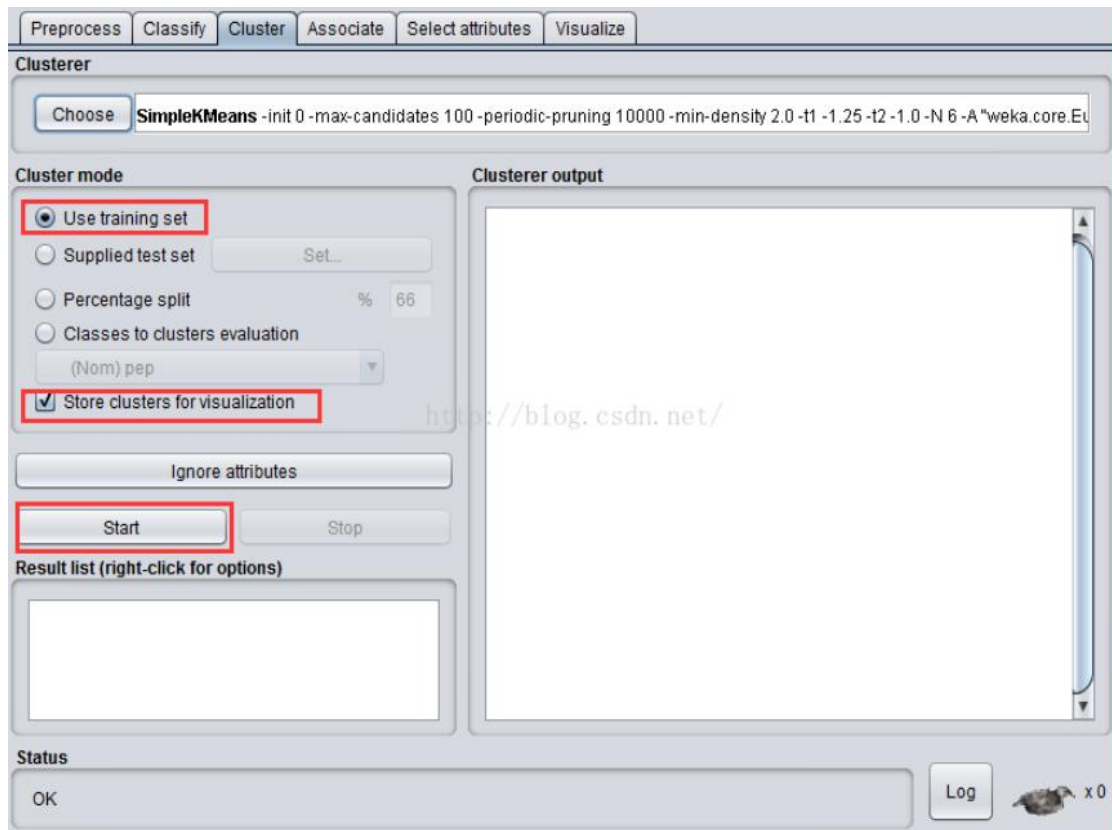 Preprocess Classify Cluster Associate Select attributes Visualize
Clusterer
Choose SimpleKMeans -init 0 -max-candidates 100 -periodic-pruning 10000 -min-density 2.0 -t1 -1.25 -t2 -1.0 -N 6 -A "weka.core.Eu
Cluster mode
Use training set
Supplied test set Set...
Percentage split % 66
Classes to clusters evaluation
(Nom) pep
Store clusters for visualization
Ignore attributes
Start Stop
Result list (right-click for options)
Clusterer output
http://blog.csdn.net/
Status
OK
Log x 0